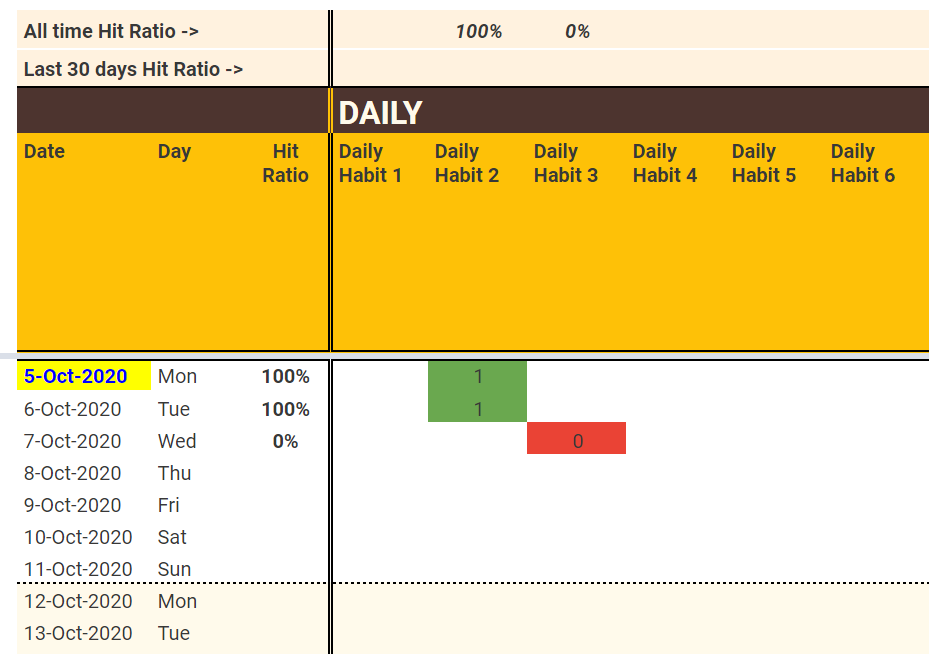 All time Hit Ratio -> 100% 0%
Last 30 days Hit Ratio ->
DAILY
Date Day Hit Ratio Daily Habit 1 Daily Habit 2 Daily Habit 3 Daily Habit 4 Daily Habit 5 Daily Habit 6
5-Oct-2020 Mon 100% 1
6-Oct-2020 Tue 100% 1
7-Oct-2020 Wed 0% 0
8-Oct-2020 Thu
9-Oct-2020 Fri
10-Oct-2020 Sat
11-Oct-2020 Sun
12-Oct-2020 Mon
13-Oct-2020 Tue